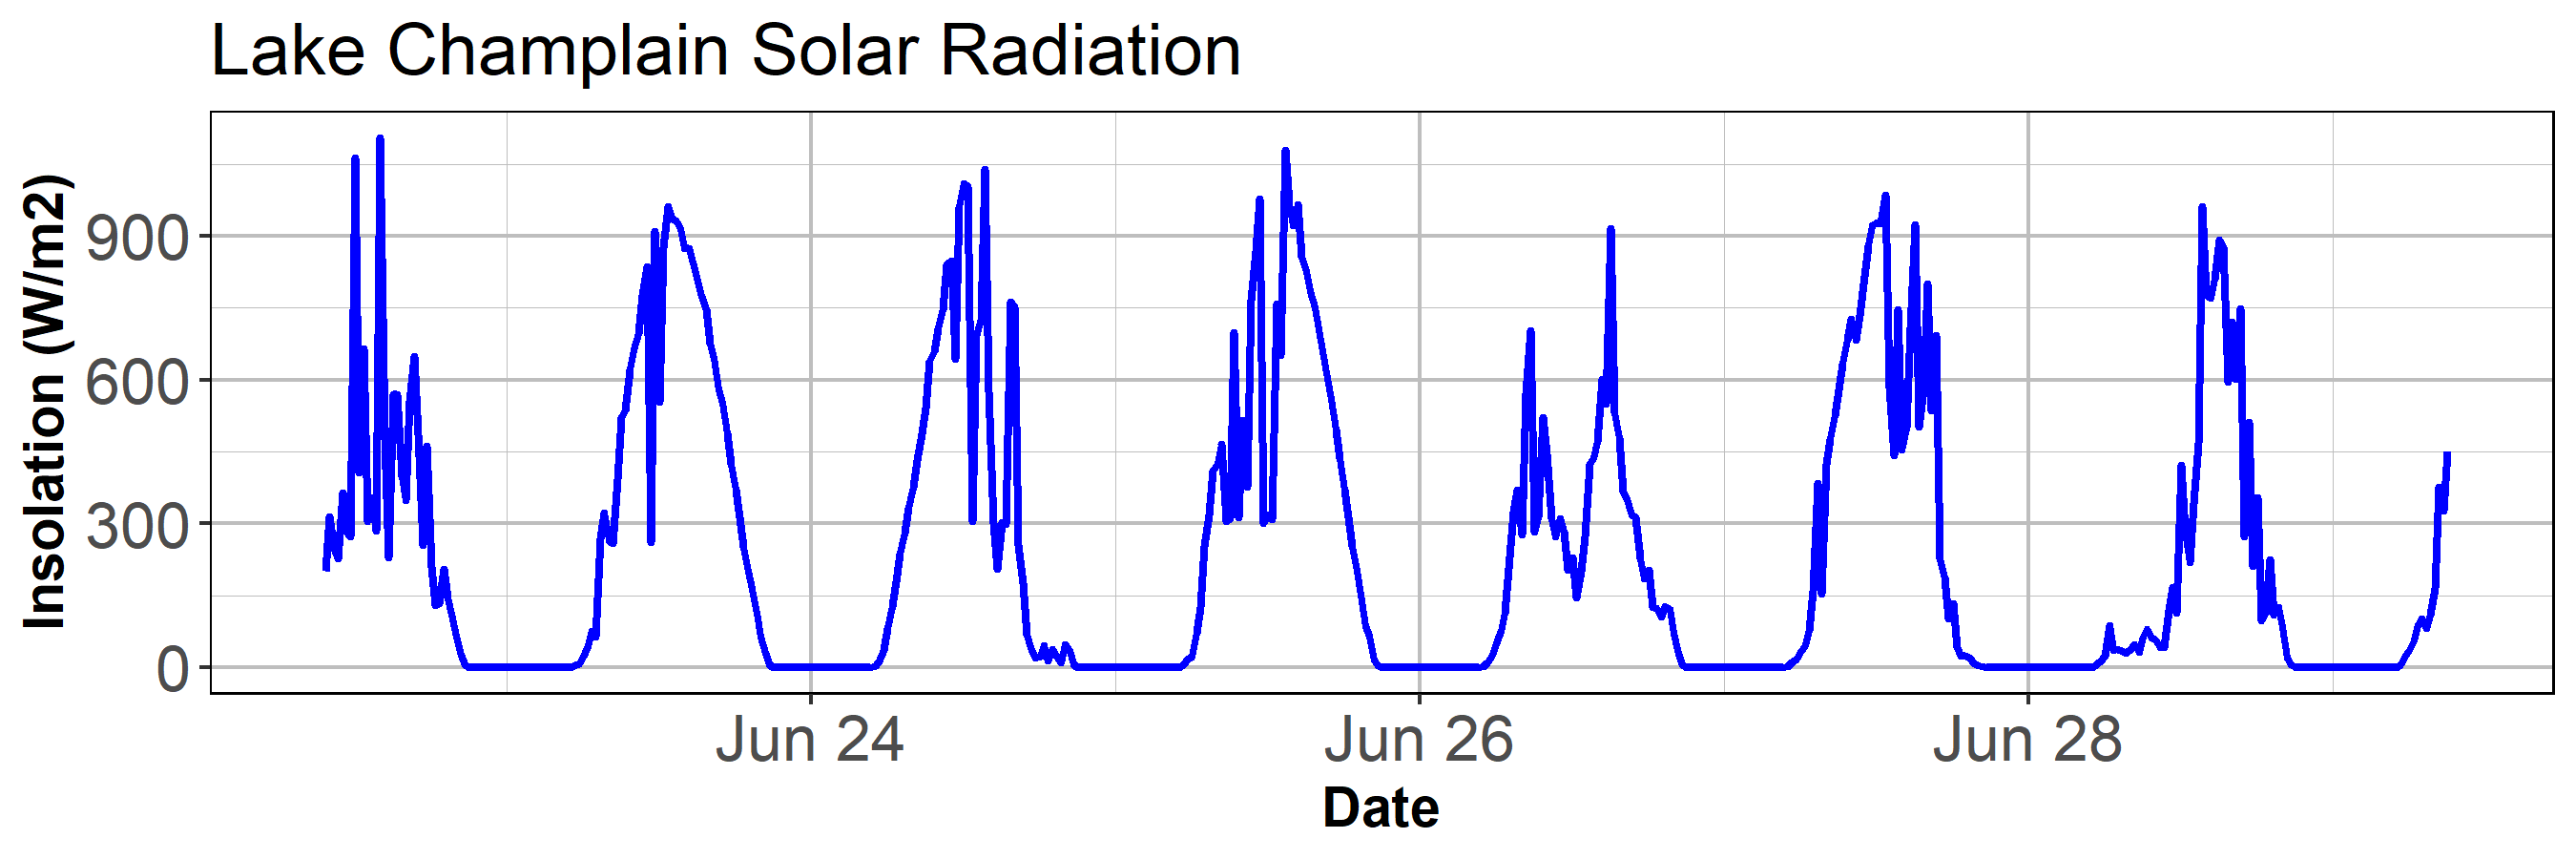 Lake Champlain Solar Radiation
Insolation (W/m2)
900
600
300
0
Jun 24 Jun 26 Jun 28
Date